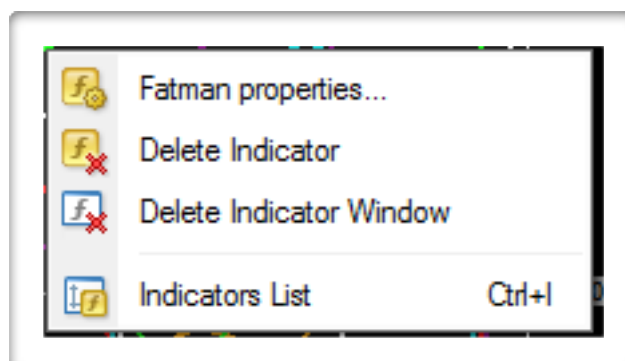 Fatman properties...
Delete Indicator
Delete Indicator Window
Indicators List Ctrl+I